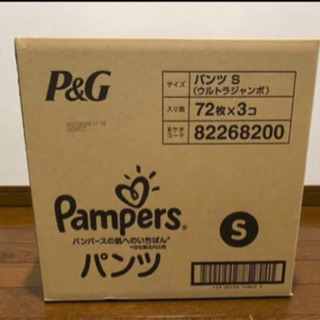 P&G
サイズ
パンツ S
(ウルトラジャンボ)
入り数
72枚×3コ
82268200
Pampers®
パンパースの肌へのいちばん*
パンツ
S